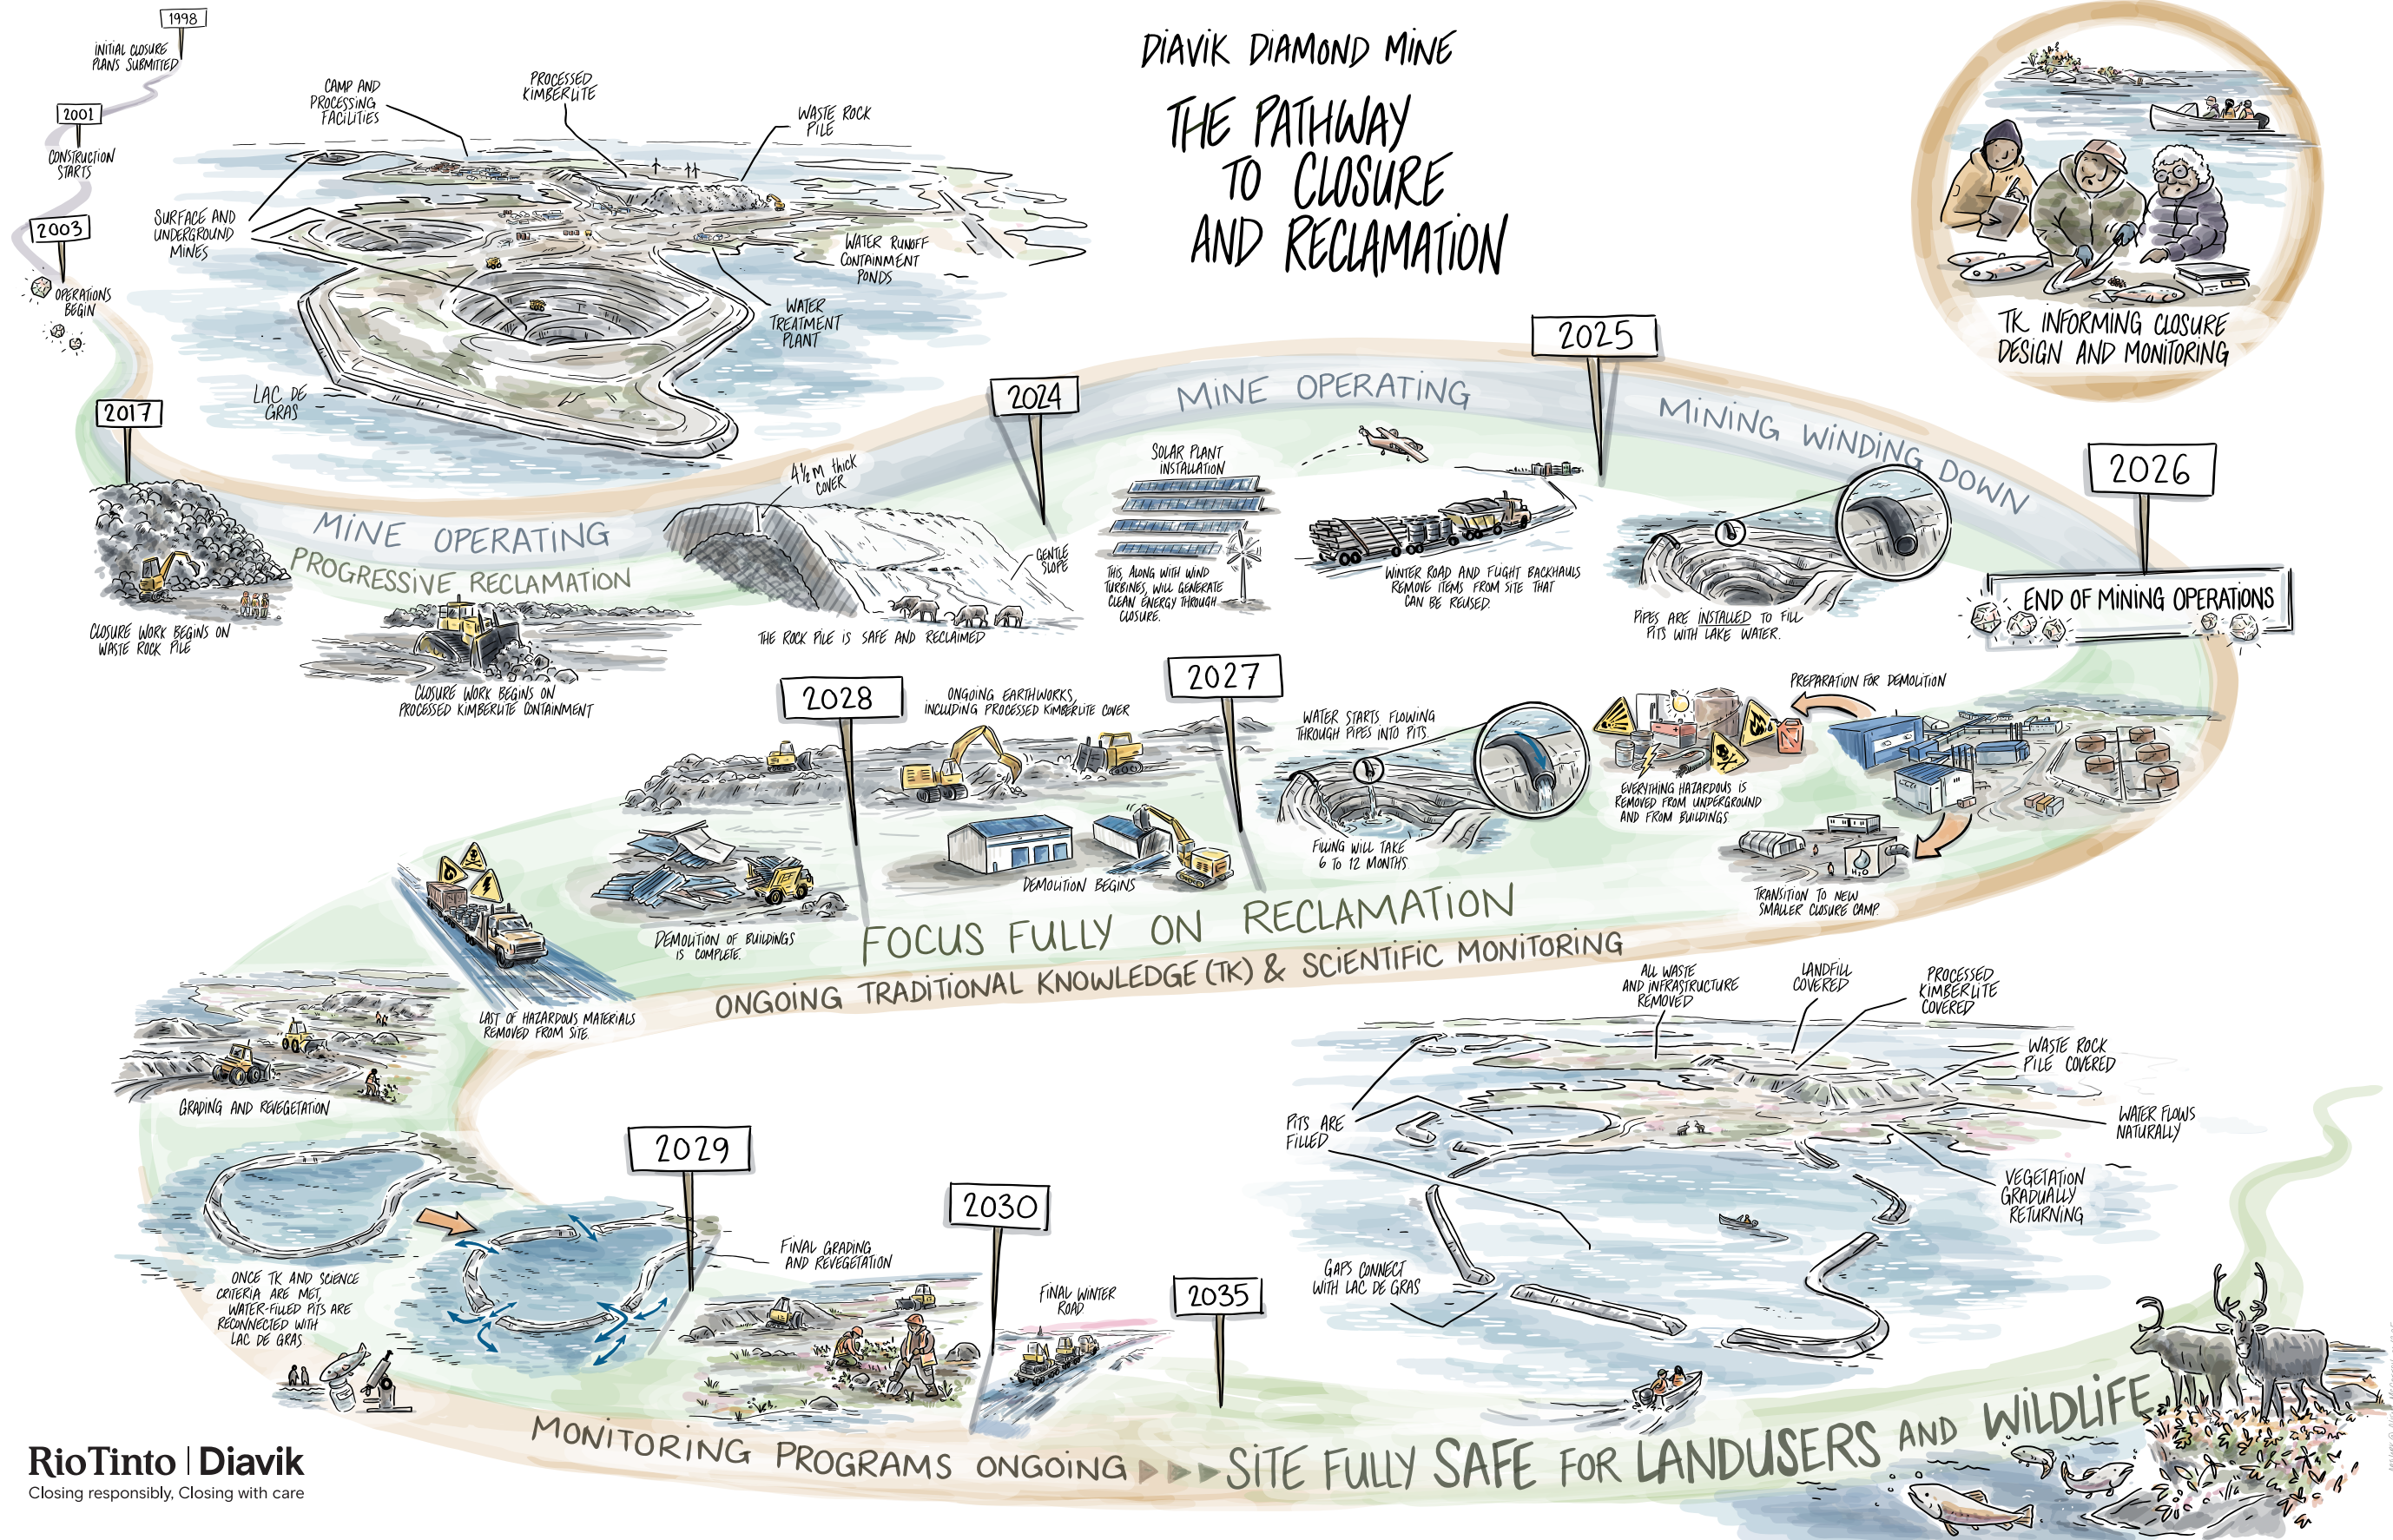 DIAVIK DIAMOND MINE
THE PATHWAY
TO CLOSURE
AND RECLAMATION
1998
INITIAL CLOSURE
PLANS SUBMITTED
2001
CONSTRUCTION
STARTS
2003
OPERATIONS
BEGIN
CAMP AND
PROCESSING
FACILITIES
PROCESSED
KIMBERLITE
WASTE ROCK
PILE
SURFACE AND
UNDERGROUND
MINES
WATER RUNOFF
CONTAINMENT
PONDS
WATER
TREATMENT
PLANT
LAC DE
GRAS
TK INFORMING CLOSURE
DESIGN AND MONITORING
2017
CLOSURE WORK BEGINS ON
WASTE ROCK PILE
MINE OPERATING
PROGRESSIVE RECLAMATION
CLOSURE WORK BEGINS ON
PROCESSED KIMBERLITE CONTAINMENT
4½ M THICK
COVER
GENTLE
SLOPE
THE ROCK PILE IS SAFE AND RECLAIMED
2024
MINE OPERATING
SOLAR PLANT
INSTALLATION
THIS, ALONG WITH WIND
TURBINES, WILL GENERATE
CLEAN ENERGY THROUGH
CLOSURE.
WINTER ROAD AND FLIGHT BACKHAULS
REMOVE ITEMS FROM SITE THAT
CAN BE REUSED.
2025
MINING WINDING DOWN
PIPES ARE INSTALLED TO FILL
PITS WITH LAKE WATER.
2026
END OF MINING OPERATIONS
PREPARATION FOR DEMOLITION
EVERYTHING HAZARDOUS IS
REMOVED FROM UNDERGROUND
AND FROM BUILDINGS
H2O
TRANSITION TO NEW
SMALLER CLOSURE CAMP.
WATER STARTS FLOWING
THROUGH PIPES INTO PITS.
FILLING WILL TAKE
6 TO 12 MONTHS
2027
ONGOING EARTHWORKS,
INCLUDING PROCESSED KIMBERLITE COVER
DEMOLITION BEGINS
2028
DEMOLITION OF BUILDINGS
IS COMPLETE.
FOCUS FULLY ON RECLAMATION
ONGOING TRADITIONAL KNOWLEDGE (TK) & SCIENTIFIC MONITORING
LAST OF HAZARDOUS MATERIALS
REMOVED FROM SITE.
GRADING AND REVEGETATION
ONCE TK AND SCIENCE
CRITERIA ARE MET,
WATER-FILLED PITS ARE
RECONNECTED WITH
LAC DE GRAS
2029
FINAL GRADING
AND REVEGETATION
2030
FINAL WINTER
ROAD
2035
ALL WASTE
AND INFRASTRUCTURE
REMOVED
LANDFILL
COVERED
PROCESSED
KIMBERLITE
COVERED
WASTE ROCK
PILE COVERED
WATER FLOWS
NATURALLY
VEGETATION
GRADUALLY
RETURNING
PITS ARE
FILLED
GAPS CONNECT
WITH LAC DE GRAS
MONITORING PROGRAMS ONGOING
SITE FULLY SAFE FOR LANDUSERS AND WILDLIFE
RioTinto | Diavik
Closing responsibly, Closing with care